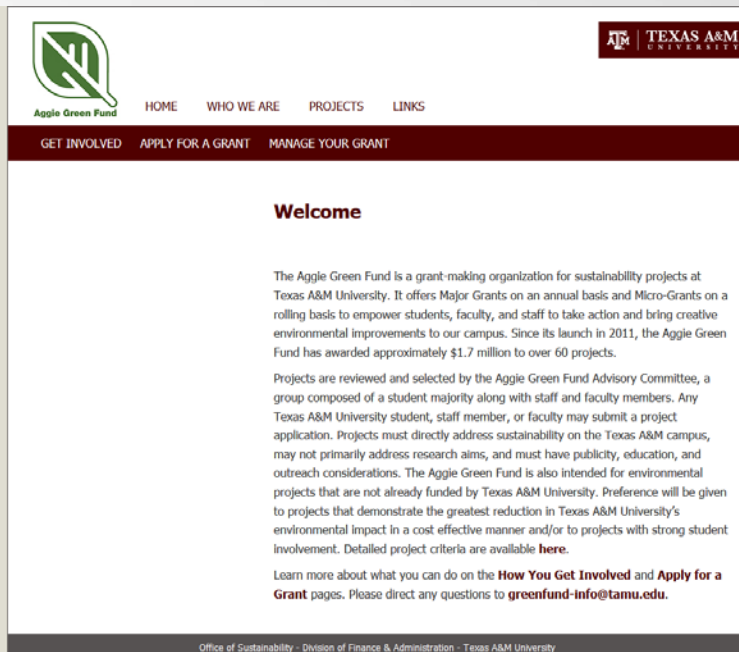 ĀM | TEXAS A&M
UNIVERSITY
Aggie Green Fund
HOME WHO WE ARE PROJECTS LINKS
GET INVOLVED APPLY FOR A GRANT MANAGE YOUR GRANT
Welcome
The Aggie Green Fund is a grant-making organization for sustainability projects at
Texas A&M University. It offers Major Grants on an annual basis and Micro-Grants on a
rolling basis to empower students, faculty, and staff to take action and bring creative
environmental improvements to our campus. Since its launch in 2011, the Aggie Green
Fund has awarded approximately $1.7 million to over 60 projects.
Projects are reviewed and selected by the Aggie Green Fund Advisory Committee, a
group composed of a student majority along with staff and faculty members. Any
Texas A&M University student, staff member, or faculty may submit a project
application. Projects must directly address sustainability on the Texas A&M campus,
may not primarily address research aims, and must have publicity, education, and
outreach considerations. The Aggie Green Fund is also intended for environmental
projects that are not already funded by Texas A&M University. Preference will be given
to projects that demonstrate the greatest reduction in Texas A&M University's
environmental impact in a cost effective manner and/or to projects with strong student
involvement. Detailed project criteria are available here.
Learn more about what you can do on the How You Get Involved and Apply for a
Grant pages. Please direct any questions to greenfund-info@tamu.edu.
Office of Sustainability - Division of Finance & Administration - Texas A&M University